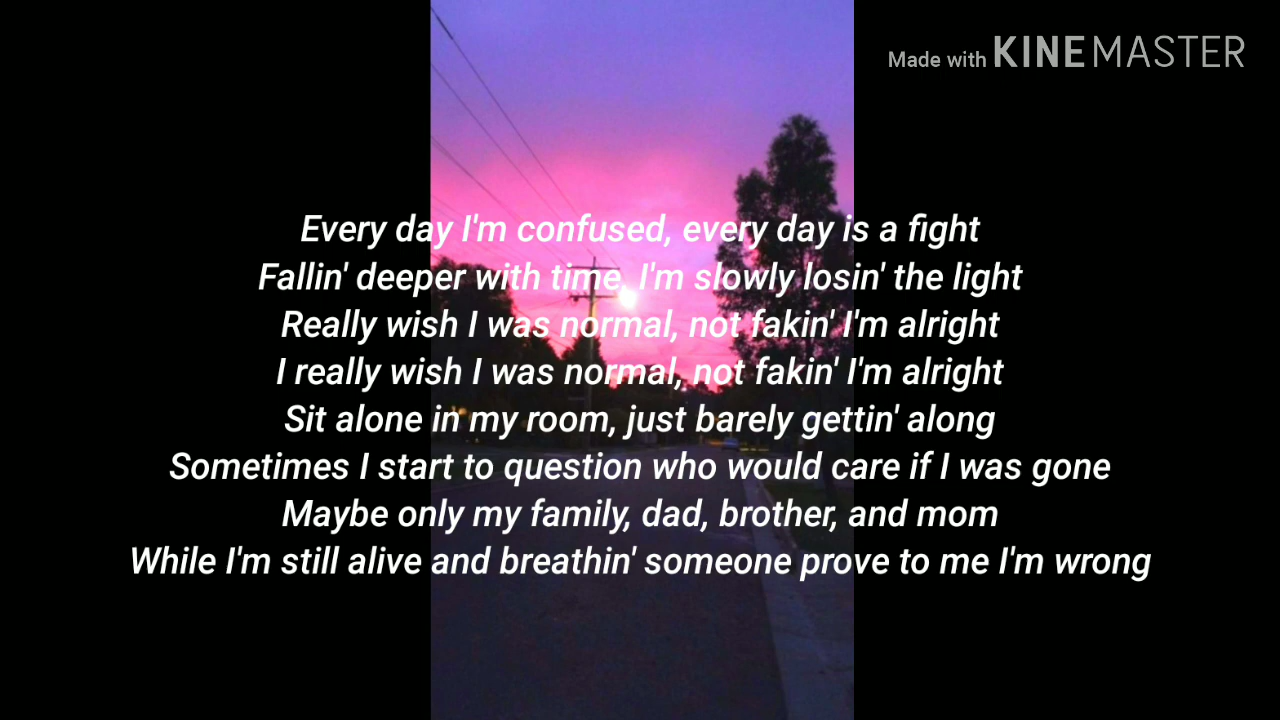 Made with KINEMASTER
Every day I'm confused, every day is a fight
Fallin' deeper with time, I'm slowly losin' the light
Really wish I was normal, not fakin' I'm alright
I really wish I was normal, not fakin' I'm alright
Sit alone in my room, just barely gettin' along
Sometimes I start to question who would care if I was gone
Maybe only my family, dad, brother, and mom
While I'm still alive and breathin' someone prove to me I'm wrong